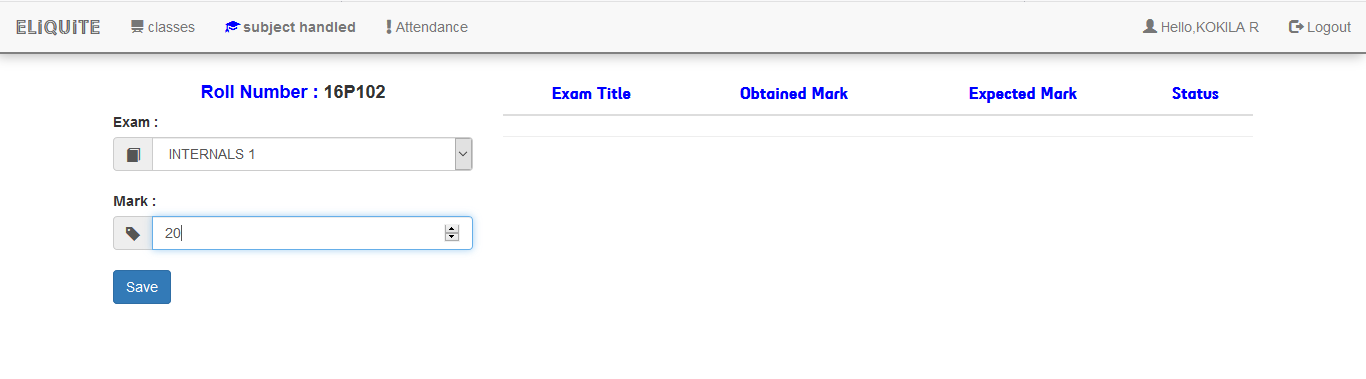 ELiQUiTE classes subject handled Attendance Hello,KOKILA R Logout
Roll Number : 16P102
Exam :
INTERNALS 1
Mark :
20
Save
Exam Title Obtained Mark Expected Mark Status